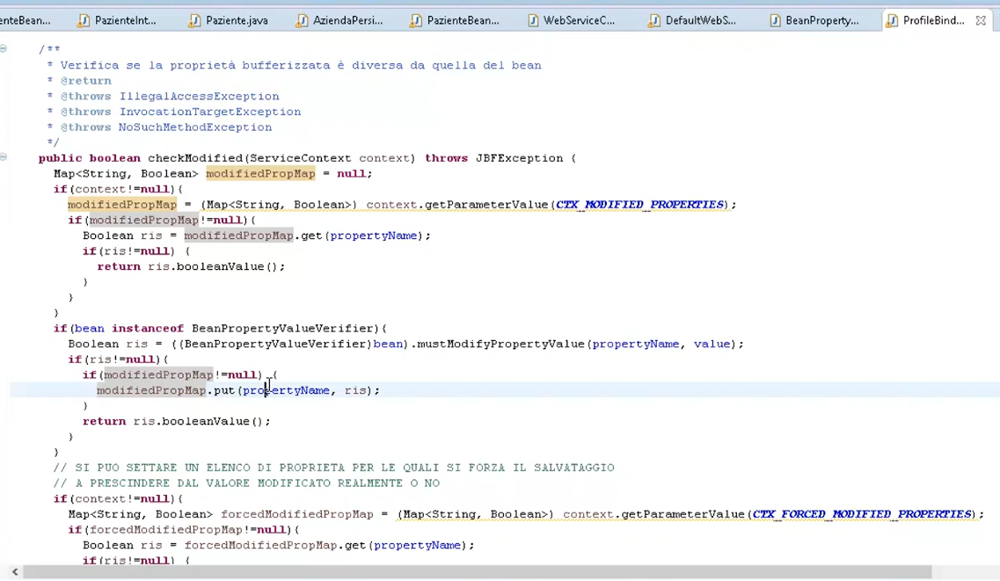 enteBean...
PazienteInt...
Paziente.java
AziendaPersi...
PazienteBean...
WebServiceC...
DefaultWebS...
BeanProperty...
ProfileBind...
/**
* Verifica se la proprietà bufferizzata è diversa da quella del bean
* @return
* @throws IllegalAccessException
* @throws InvocationTargetException
* @throws NoSuchMethodException
*/
public boolean checkModified(ServiceContext context) throws JBFException {
Map<String, Boolean> modifiedPropMap = null;
if(context!=null){
modifiedPropMap = (Map<String, Boolean>) context.getParameterValue(CTX_MODIFIED_PROPERTIES);
if(modifiedPropMap!=null){
Boolean ris = modifiedPropMap.get(propertyName);
if(ris!=null) {
return ris.booleanValue();
}
}
}
if(bean instanceof BeanPropertyValueVerifier){
Boolean ris = ((BeanPropertyValueVerifier)bean).mustModifyPropertyValue(propertyName, value);
if(ris!=null){
if(modifiedPropMap!=null) {
modifiedPropMap.put(propertyName, ris);
}
return ris.booleanValue();
}
}
// SI PUO SETTARE UN ELENCO DI PROPRIETA PER LE QUALI SI FORZA IL SALVATAGGIO
// A PRESCINDERE DAL VALORE MODIFICATO REALMENTE O NO
if(context!=null){
Map<String, Boolean> forcedModifiedPropMap = (Map<String, Boolean>) context.getParameterValue(CTX_FORCED_MODIFIED_PROPERTIES);
if(forcedModifiedPropMap!=null){
Boolean ris = forcedModifiedPropMap.get(propertyName);
if(ris!=null) {